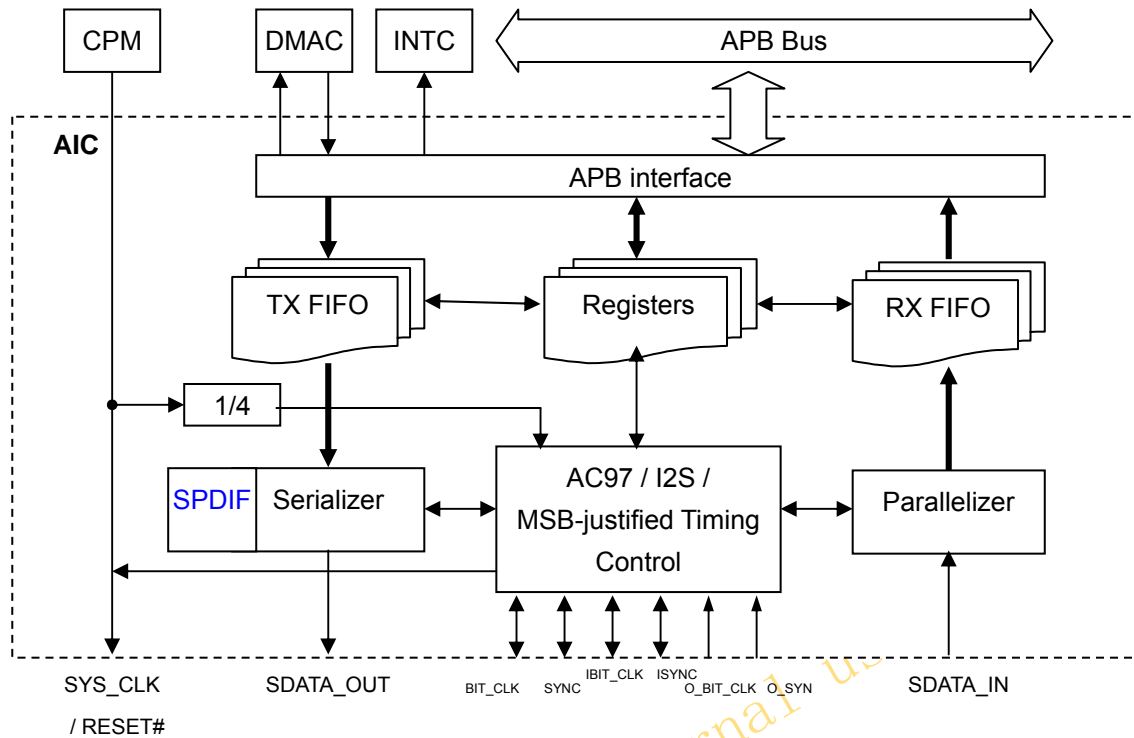 CPM
DMAC
INTC
APB Bus
AIC
APB interface
TX FIFO
Registers
RX FIFO
1/4
SPDIF
Serializer
AC97 / I2S /
MSB-justified Timing
Control
Parallelizer
SYS_CLK
/ RESET#
SDATA_OUT
BIT_CLK
SYNC
IBIT_CLK
ISYNC
O_BIT_CLK
O_SYN
SDATA_IN